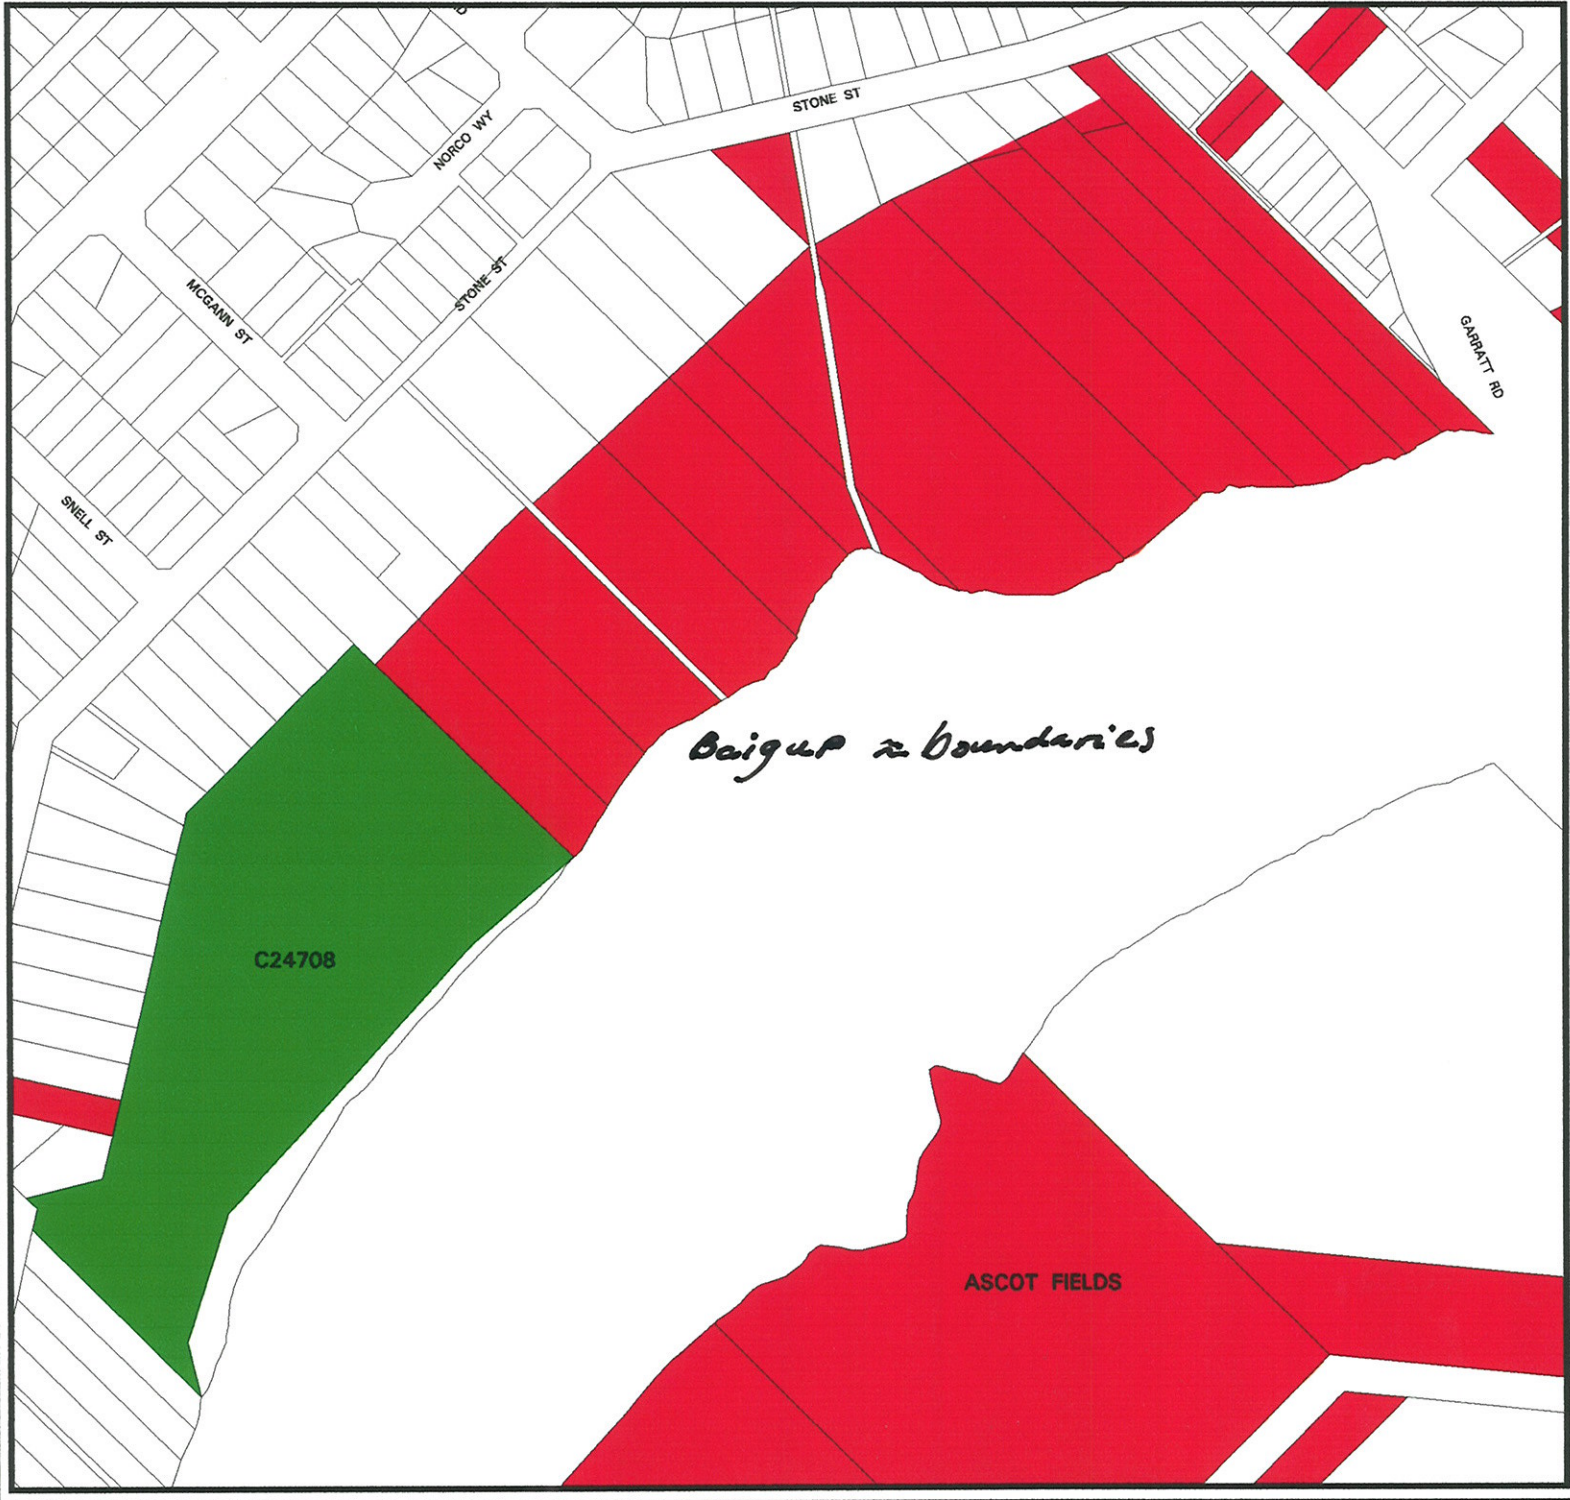 STONE ST
NORCO WY
STONE ST
MCGANN ST
GARRATT RD
SNELL ST
Baigup ≈ boundaries
C24708
ASCOT FIELDS